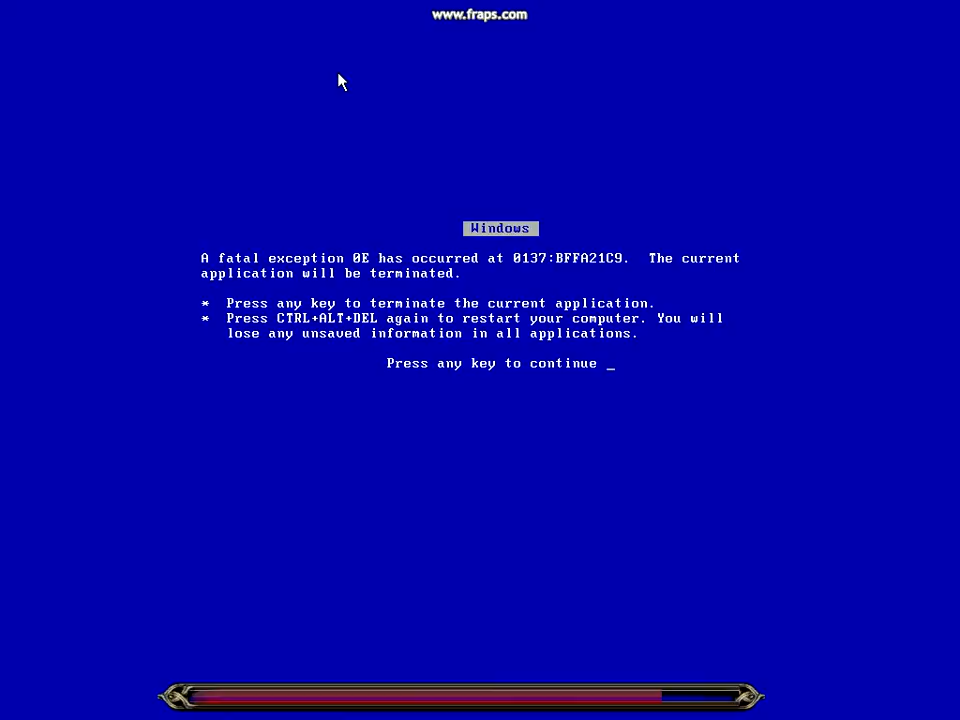 www.fraps.com
Windows
A fatal exception 0E has occurred at 0137:BFFA21C9. The current
application will be terminated.
* Press any key to terminate the current application.
* Press CTRL+ALT+DEL again to restart your computer. You will
lose any unsaved information in all applications.
Press any key to continue _